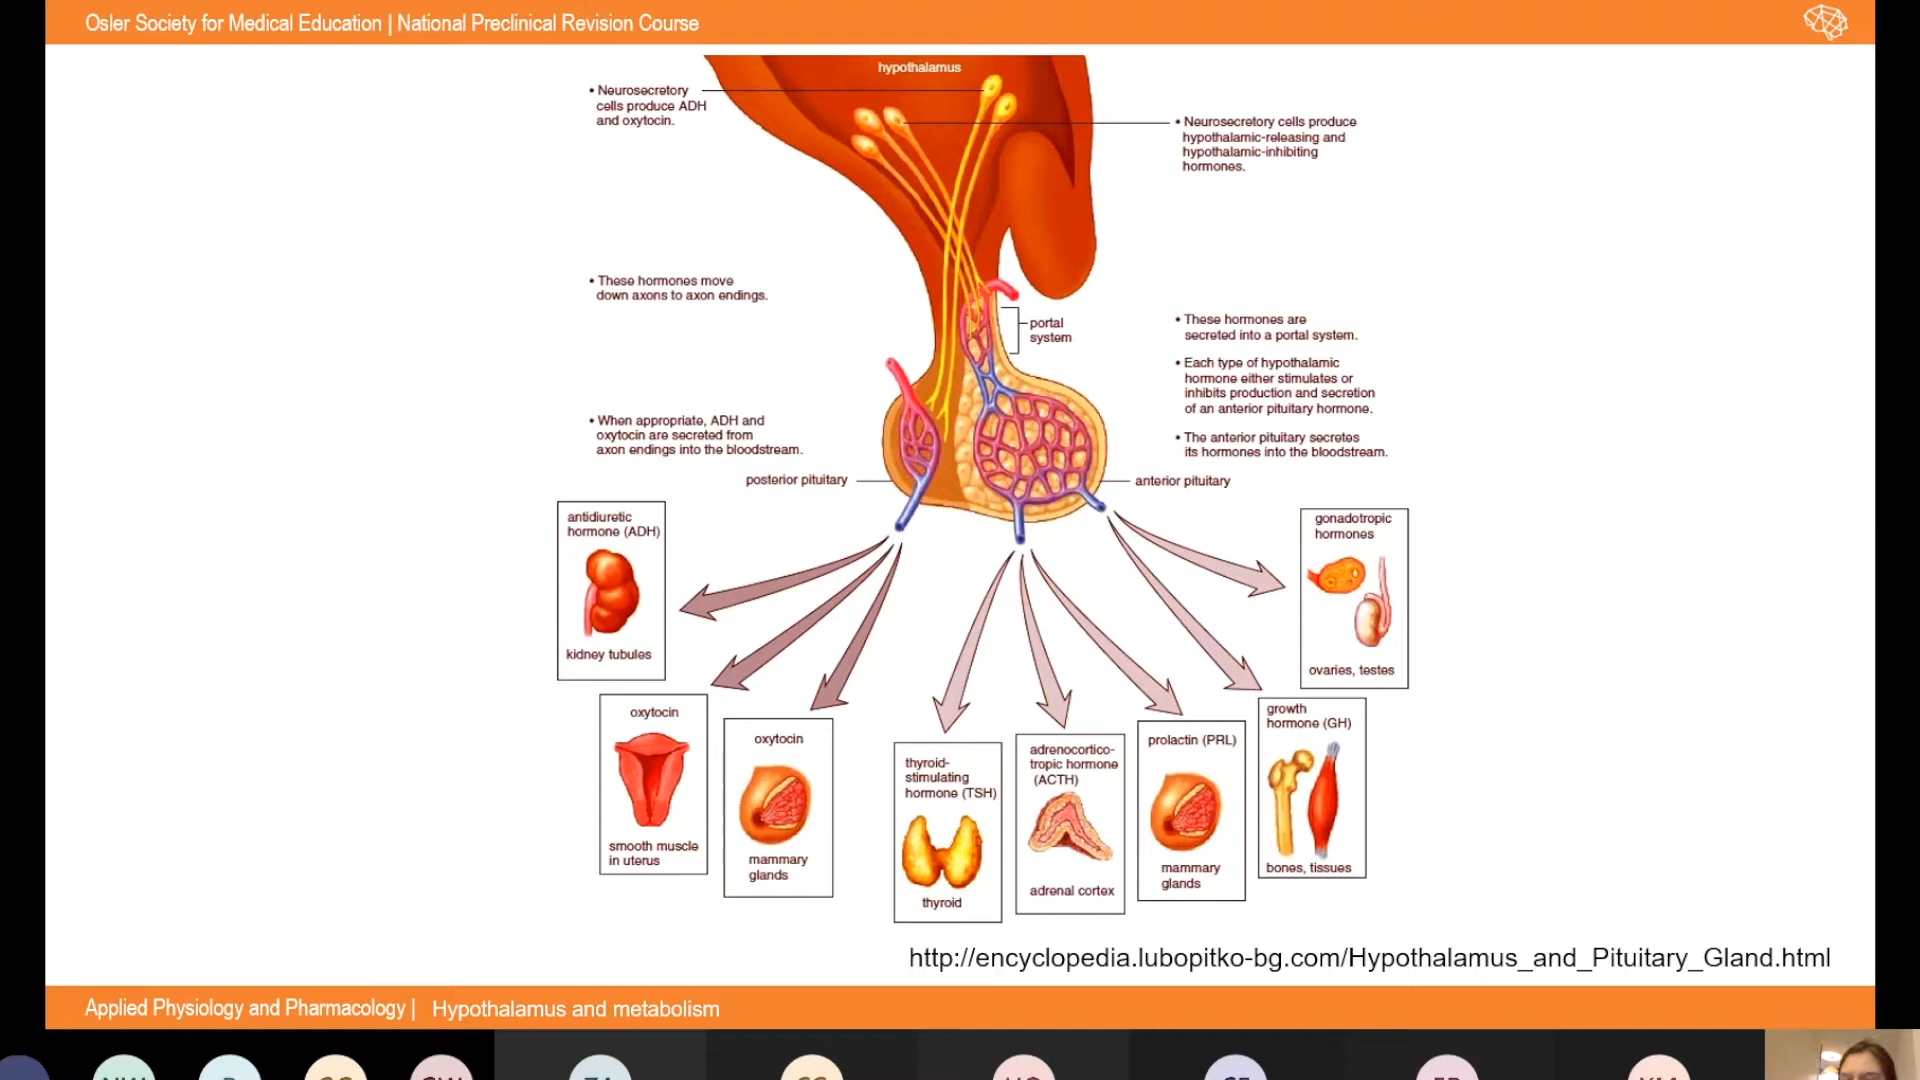 Osler Society for Medical Education | National Preclinical Revision Course
hypothalamus
• Neurosecretory
cells produce ADH
and oxytocin.
• Neurosecretory cells produce
hypothalamic-releasing and
hypothalamic-inhibiting
hormones.
• These hormones move
down axons to axon endings.
portal
system
• These hormones are
secreted into a portal system.
• Each type of hypothalamic
hormone either stimulates or
inhibits production and secretion
of an anterior pituitary hormone.
• When appropriate, ADH and
oxytocin are secreted from
axon endings into the bloodstream.
• The anterior pituitary secretes
its hormones into the bloodstream.
posterior pituitary
anterior pituitary
antidiuretic
hormone (ADH)
kidney tubules
oxytocin
smooth muscle
in uterus
oxytocin
mammary
glands
thyroid-
stimulating
hormone (TSH)
thyroid
adrenocortico-
tropic hormone
(ACTH)
adrenal cortex
prolactin (PRL)
mammary
glands
growth
hormone (GH)
bones, tissues
gonadotropic
hormones
ovaries, testes
http://encyclopedia.lubopitko-bg.com/Hypothalamus_and_Pituitary_Gland.html
Applied Physiology and Pharmacology | Hypothalamus and metabolism